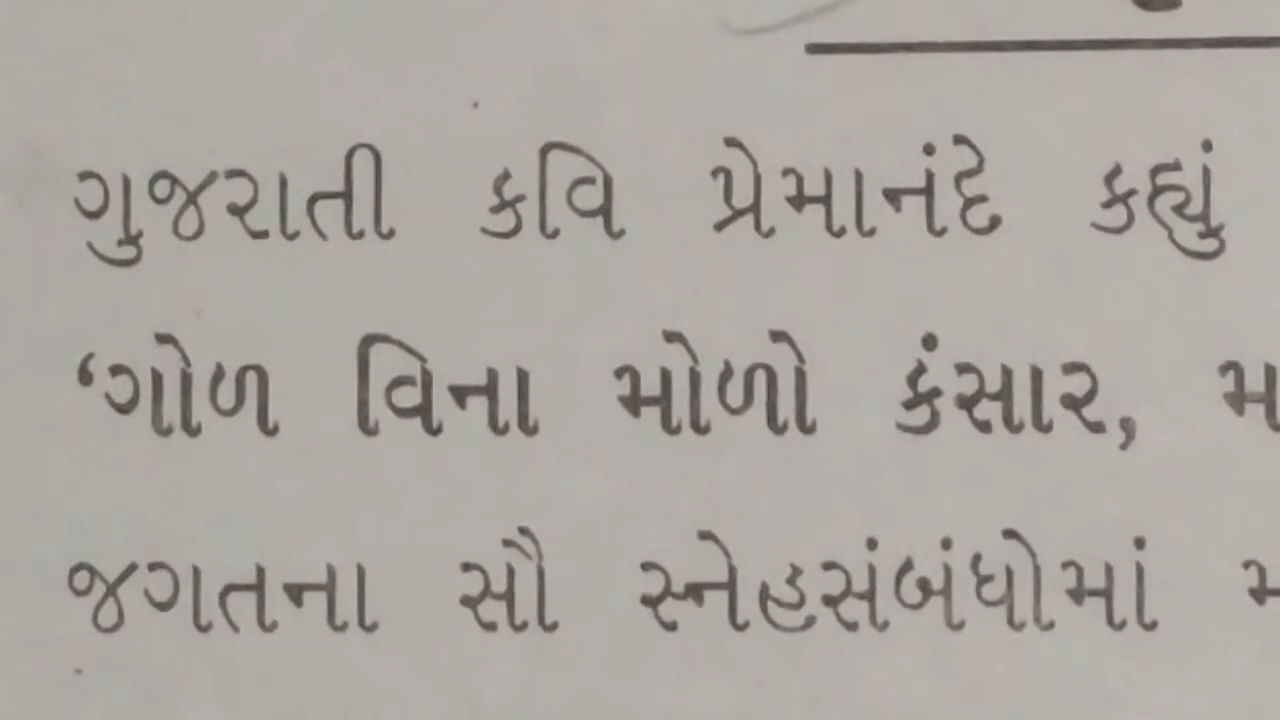 ગુજરાતી કવિ પ્રેમાનંદે કહ્યું
‘ગોળ વિના મોળો કંસાર, મ
જગતના સૌ સ્નેહસંબંધોમાં મ